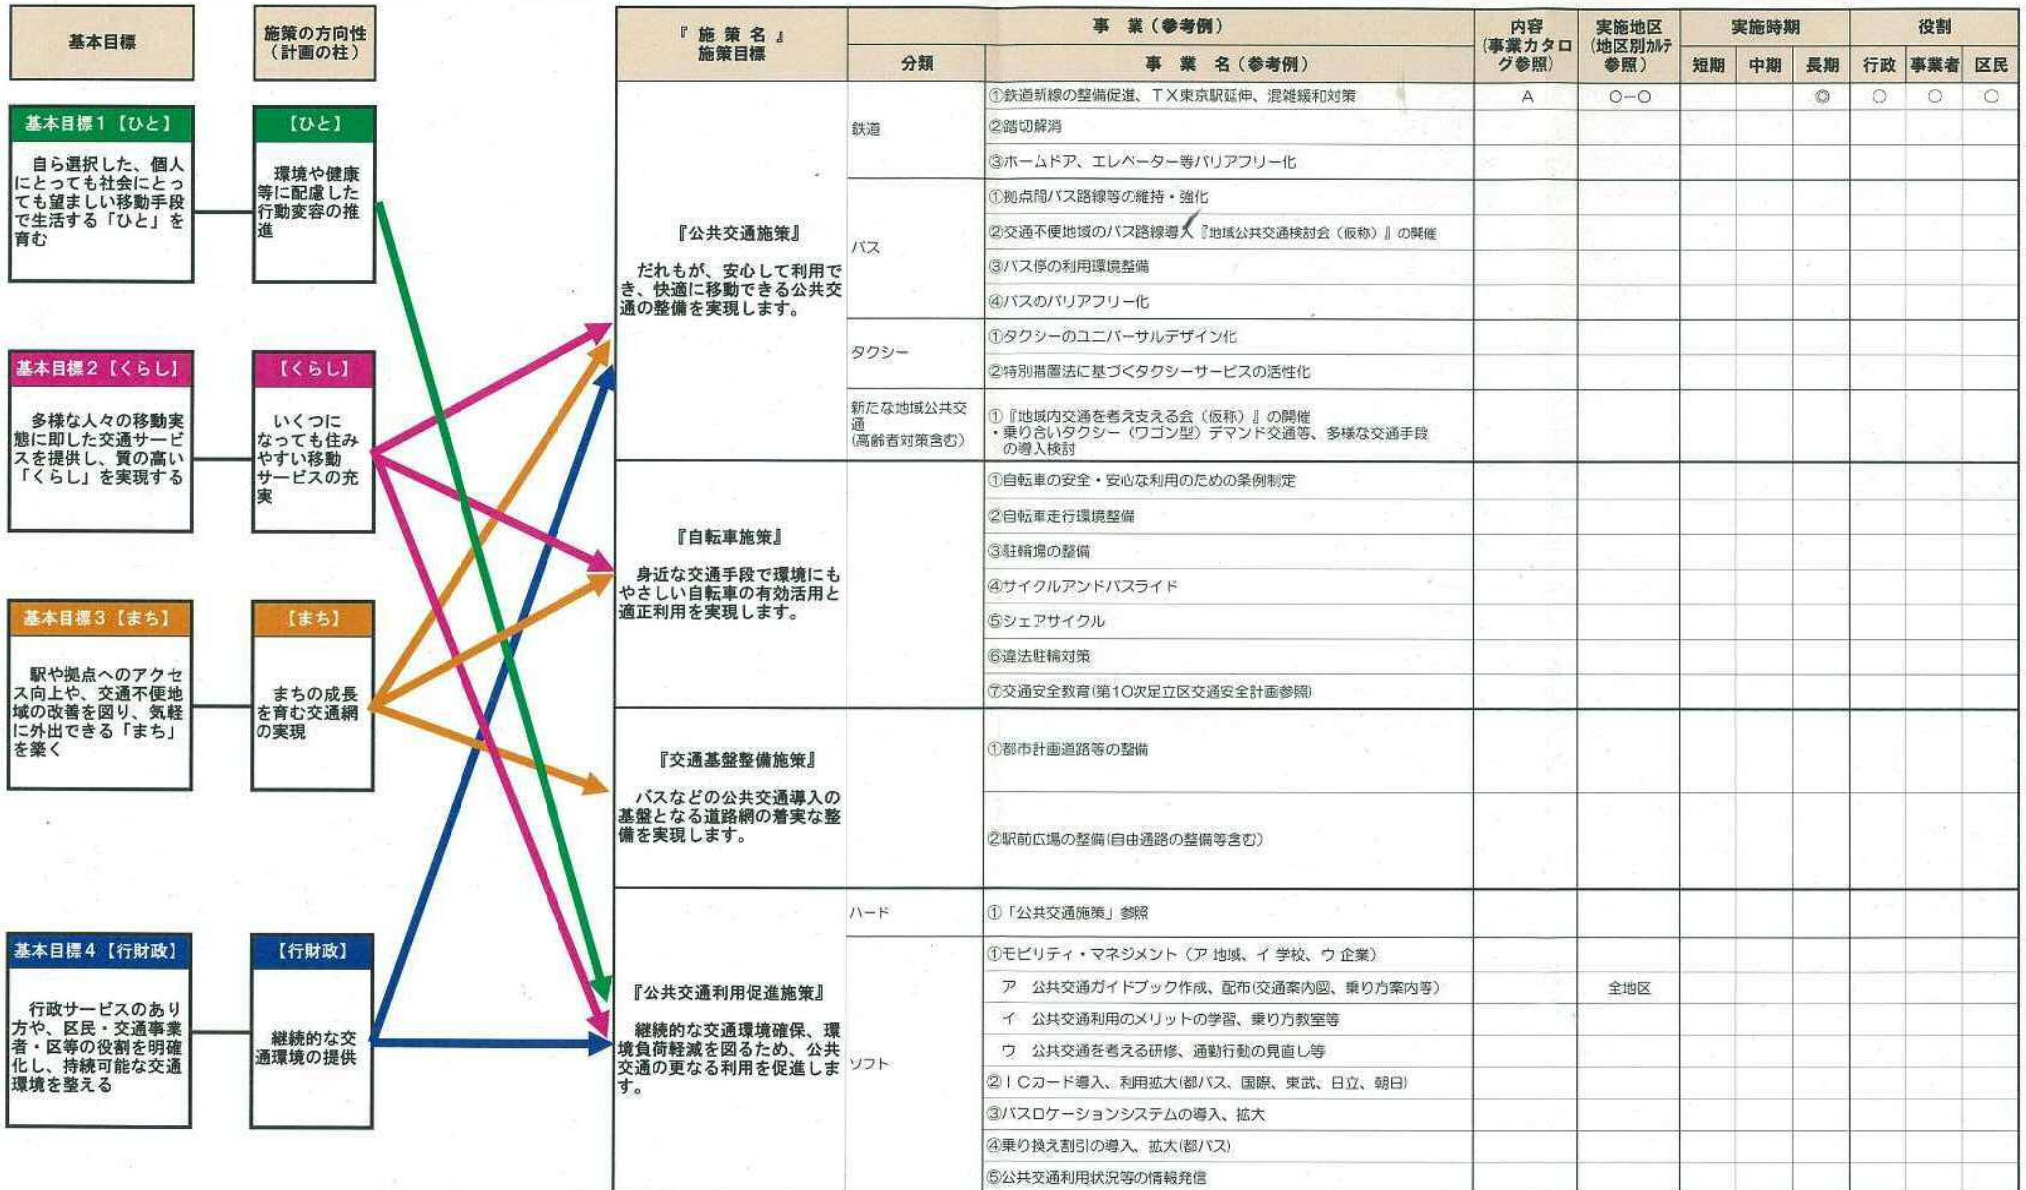 基本目標
施策の方向性
（計画の柱）
基本目標１【ひと】
自ら選択した、個人
にとっても社会にとっ
ても望ましい移動手段
で生活する「ひと」を
育む
【ひと】
環境や健康
等に配慮した
行動変容の推
進
基本目標２【くらし】
多様な人々の移動実
態に即した交通サービ
スを提供し、質の高い
「くらし」を実現する
【くらし】
いくつに
なっても住み
やすい移動
サービスの充
実
基本目標３【まち】
駅や拠点へのアクセ
ス向上や、交通不便地
域の改善を図り、気軽
に外出できる「まち」
を築く
【まち】
まちの成長
を育む交通網
の実現
基本目標４【行財政】
行政サービスのあり
方や、区民・交通事業
者・区等の役割を明確
化し、持続可能な交通
環境を整える
【行財政】
継続的な交
通環境の提供
『施策名』
施策目標
事業（参考例）
分類
事業名（参考例）
内容
(事業カタロ
グ参照)
実施地区
(地区別カルテ
参照)
実施時期
短期 中期 長期
役割
行政 事業者 区民
『公共交通施策』
だれもが、安心して利用で
き、快適に移動できる公共交
通の整備を実現します。
鉄道
①鉄道新線の整備促進、ＴＸ東京駅延伸、混雑緩和対策 A ○ー○ ◎ ○ ○ ○
②踏切解消
③ホームドア、エレベーター等バリアフリー化
バス
①拠点間バス路線等の維持・強化
②交通不便地域のバス路線導入『地域公共交通検討会（仮称）』の開催
③バス停の利用環境整備
④バスのバリアフリー化
タクシー
①タクシーのユニバーサルデザイン化
②特別措置法に基づくタクシーサービスの活性化
新たな地域公共交
通
(高齢者対策含む)
①『地域内交通を考え支える会（仮称）』の開催
・乗り合いタクシー（ワゴン型）デマンド交通等、多様な交通手段
の導入検討
『自転車施策』
身近な交通手段で環境にも
やさしい自転車の有効活用と
適正利用を実現します。
①自転車の安全・安心な利用のための条例制定
②自転車走行環境整備
③駐輪場の整備
④サイクルアンドバスライド
⑤シェアサイクル
⑥違法駐輪対策
⑦交通安全教育(第１０次足立区交通安全計画参照)
『交通基盤整備施策』
バスなどの公共交通導入の
基盤となる道路網の着実な整
備を実現します。
①都市計画道路等の整備
②駅前広場の整備(自由通路の整備等含む)
『公共交通利用促進施策』
継続的な交通環境確保、環
境負荷軽減を図るため、公共
交通の更なる利用を促進しま
す。
ハード
①「公共交通施策」参照
ソフト
①モビリティ・マネジメント（ア 地域、イ 学校、ウ 企業）
ア 公共交通ガイドブック作成、配布(交通案内図、乗り方案内等) 全地区
イ 公共交通利用のメリットの学習、乗り方教室等
ウ 公共交通を考える研修、通勤行動の見直し等
②ＩＣカード導入、利用拡大(都バス、国際、東武、日立、朝日)
③バスロケーションシステムの導入、拡大
④乗り換え割引の導入、拡大(都バス)
⑤公共交通利用状況等の情報発信